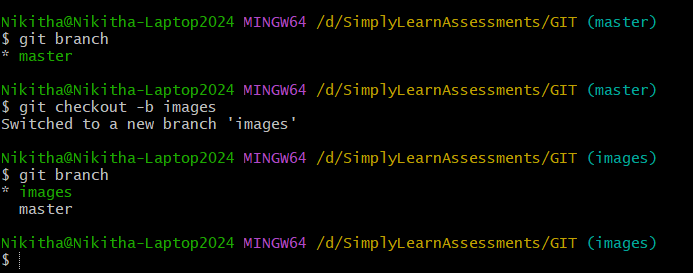 Nikitha@Nikitha-Laptop2024 MINGW64 /d/SimplyLearnAssessments/GIT (master)
$ git branch
* master
Nikitha@Nikitha-Laptop2024 MINGW64 /d/SimplyLearnAssessments/GIT (master)
$ git checkout -b images
Switched to a new branch 'images'
Nikitha@Nikitha-Laptop2024 MINGW64 /d/SimplyLearnAssessments/GIT (images)
$ git branch
* images
  master
Nikitha@Nikitha-Laptop2024 MINGW64 /d/SimplyLearnAssessments/GIT (images)
$